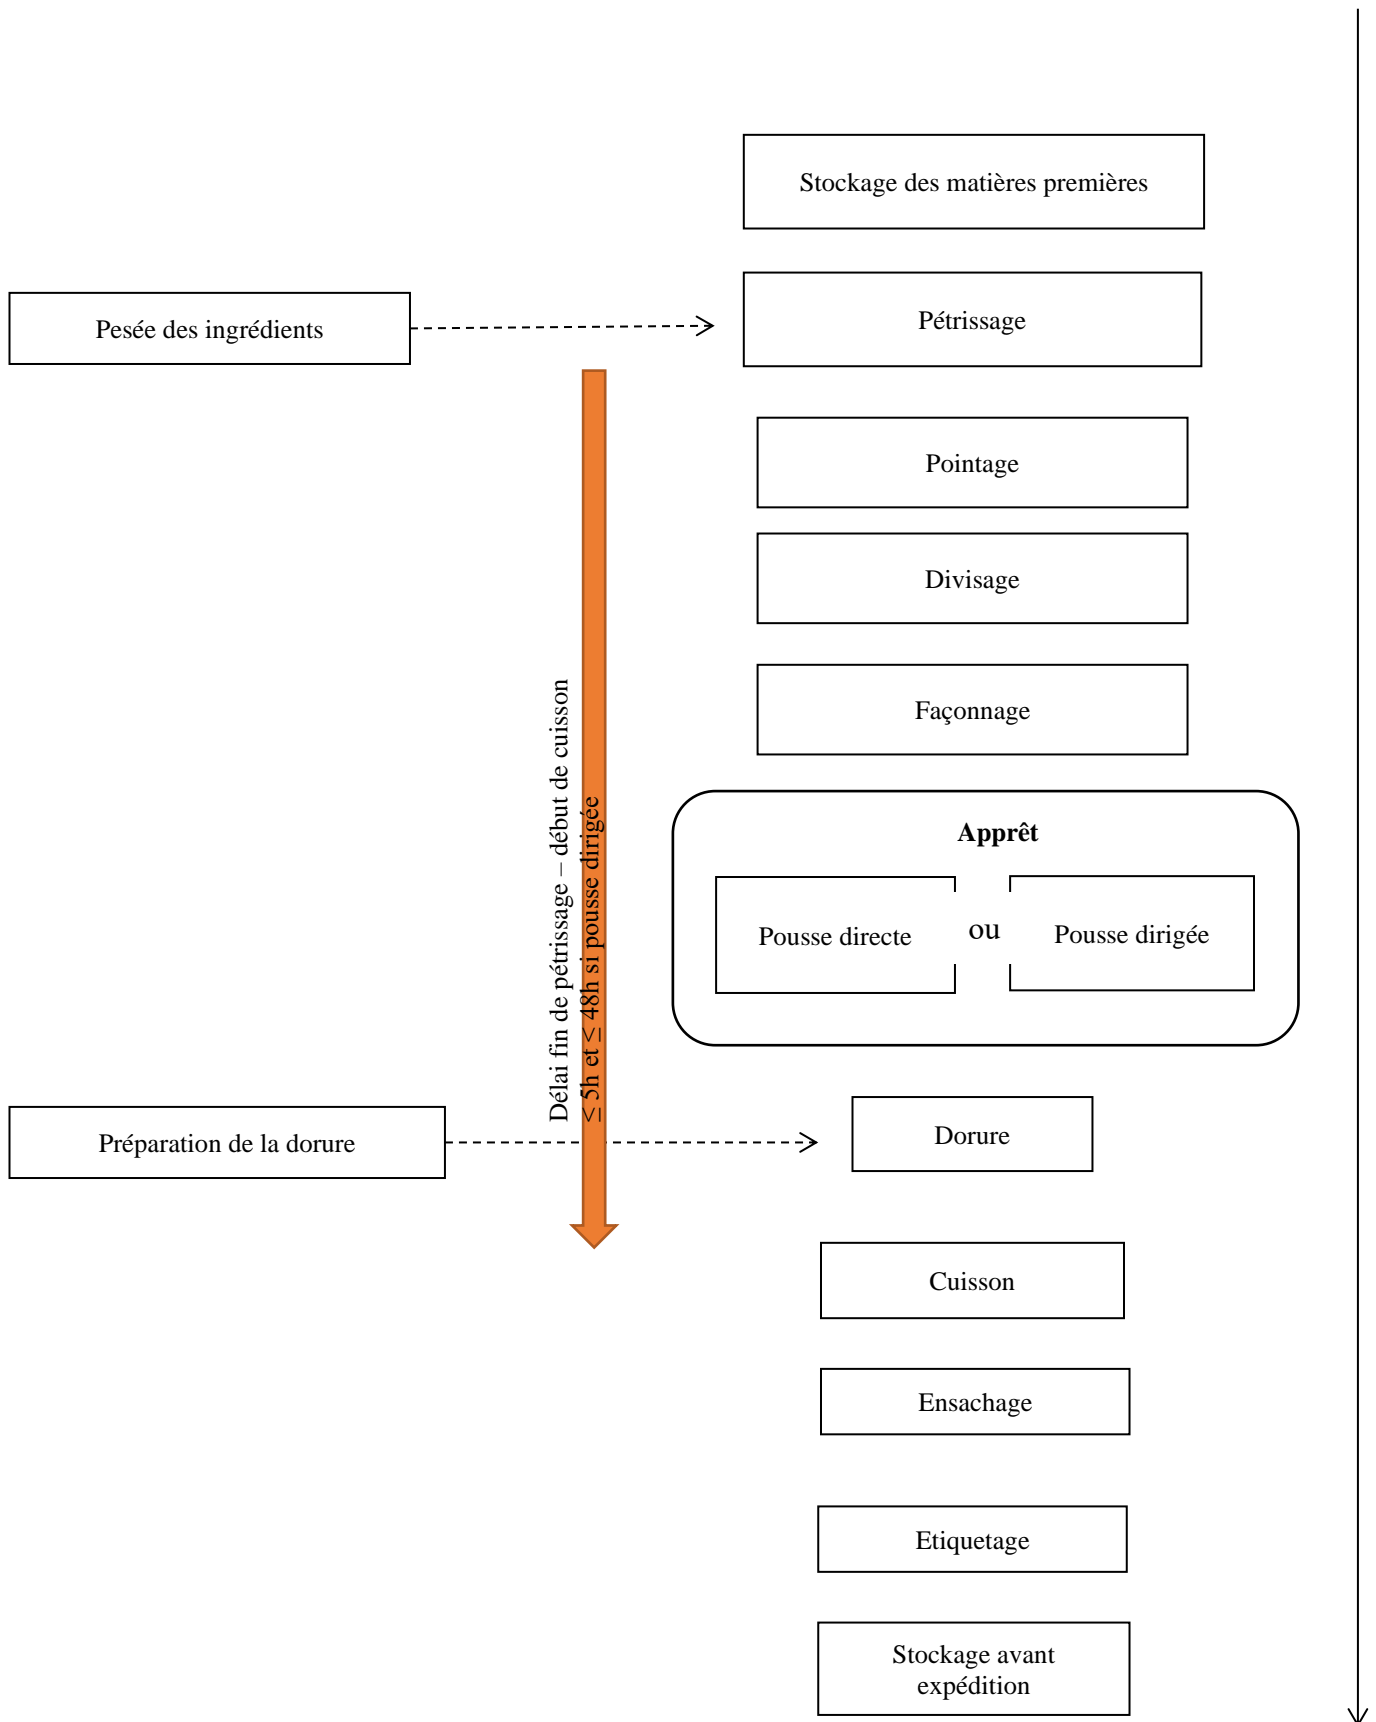 Stockage des matières premières
Pesée des ingrédients
Pétrissage
Pointage
Divisage
Façonnage
Délai fin de pétrissage – début de cuisson
≤ 5h et ≤ 48h si pousse dirigée
Apprêt
Pousse directe
ou
Pousse dirigée
Préparation de la dorure
Dorure
Cuisson
Ensachage
Etiquetage
Stockage avant
expédition